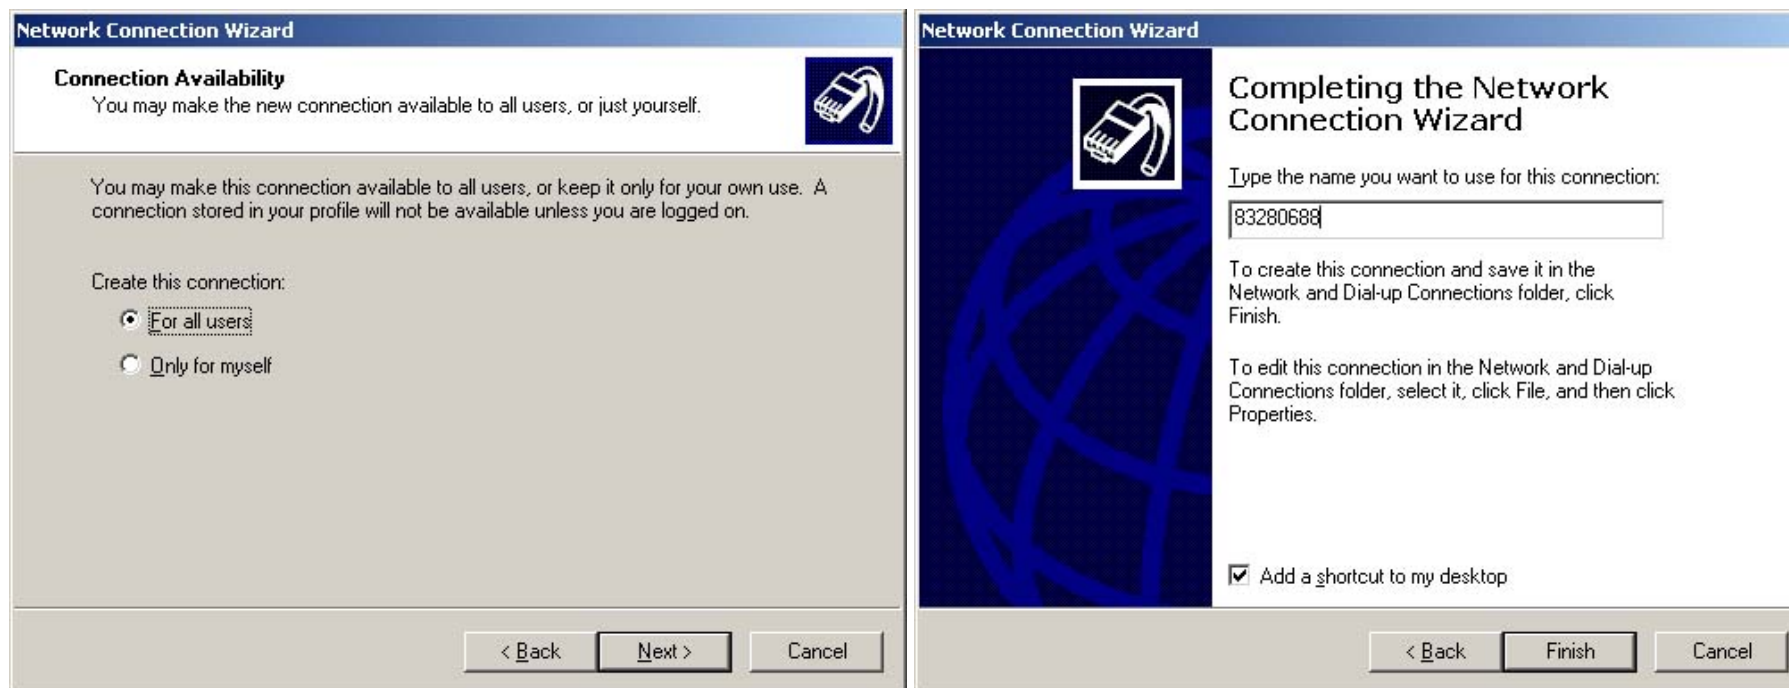 Network Connection Wizard
Connection Availability
You may make the new connection available to all users, or just yourself.
You may make this connection available to all users, or keep it only for your own use. A
connection stored in your profile will not be available unless you are logged on.
Create this connection:
For all users
Only for myself
< Back
Next >
Cancel
Network Connection Wizard
Completing the Network
Connection Wizard
Type the name you want to use for this connection:
83280688
To create this connection and save it in the
Network and Dial-up Connections folder, click
Finish.
To edit this connection in the Network and Dial-up
Connections folder, select it, click File, and then click
Properties.
Add a shortcut to my desktop
< Back
Finish
Cancel